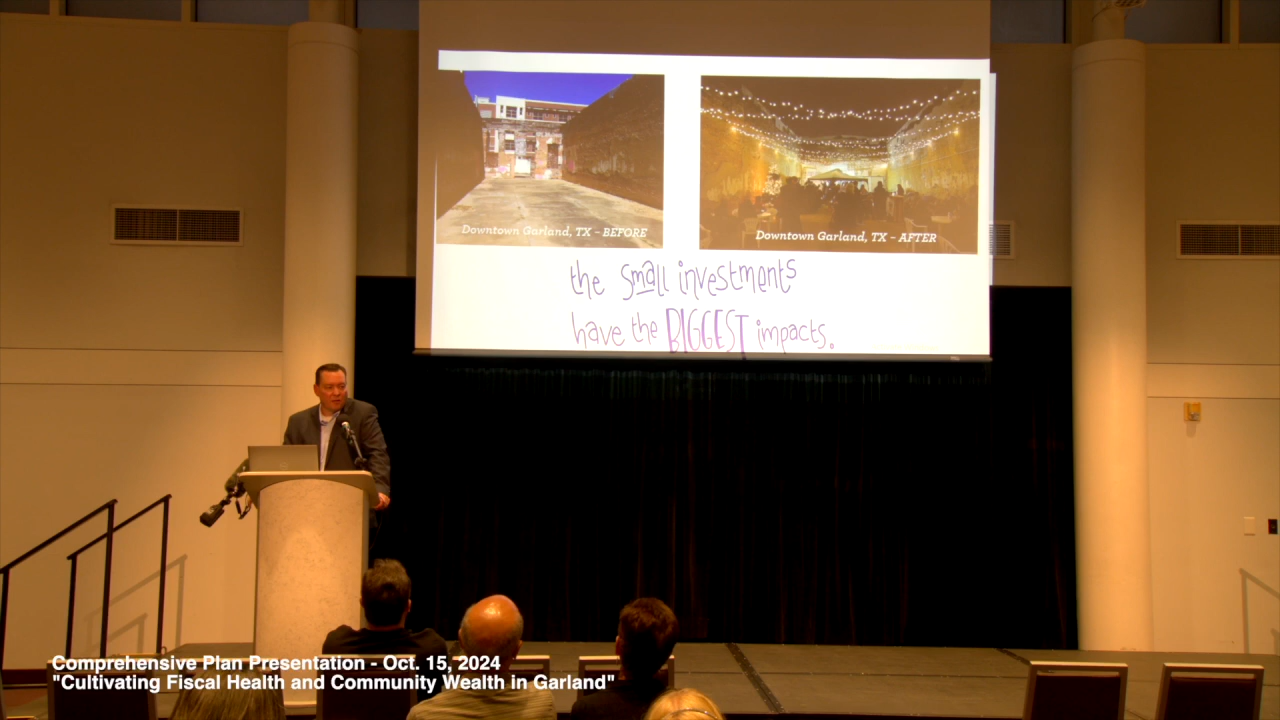 Downtown Garland, TX – BEFORE
Downtown Garland, TX – AFTER
the small investments
have the BIGGEST impacts.
Comprehensive Plan Presentation - Oct. 15, 2024
"Cultivating Fiscal Health and Community Wealth in Garland"